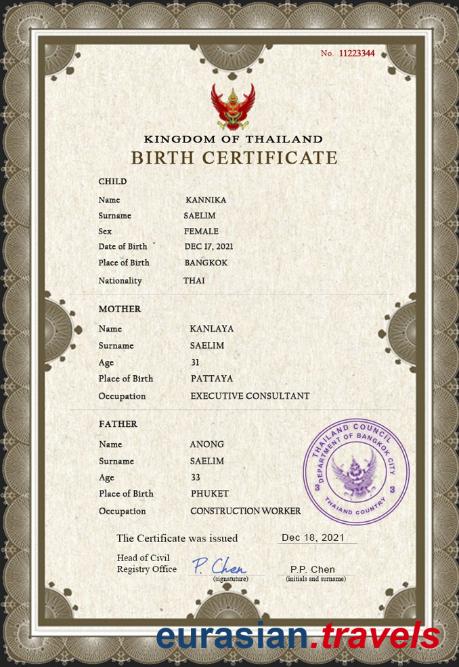 No. 11223344
KINGDOM OF THAILAND
BIRTH CERTIFICATE
CHILD
Name KANNIKA
Surname SAELIM
Sex FEMALE
Date of Birth DEC 17, 2021
Place of Birth BANGKOK
Nationality THAI
MOTHER
Name KANLAYA
Surname SAELIM
Age 31
Place of Birth PATTAYA
Occupation EXECUTIVE CONSULTANT
FATHER
Name ANONG
Surname SAELIM
Age 33
Place of Birth PHUKET
Occupation CONSTRUCTION WORKER
THAILAND COUNCIL
DEPARTMENT OF BANGKOK CITY
THAIAND COUNTRY
The Certificate was issued Dec 18, 2021
Head of Civil
Registry Office P. Chen P.P. Chen
(signaruture) (initials and surname)
eurasian.travels